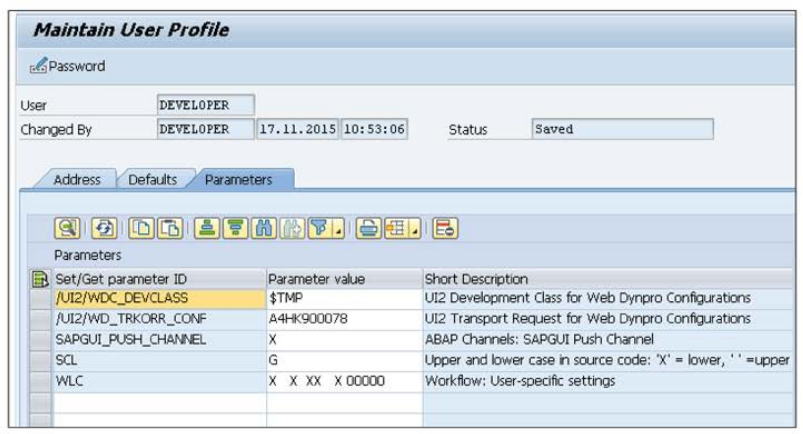 Maintain User Profile
Password
User DEVELOPER
Changed By DEVELOPER 17.11.2015 10:53:06 Status Saved
Address Defaults Parameters
Parameters
Set/Get parameter ID Parameter value Short Description
/UI2/WDC_DEVCLASS $TMP UI2 Development Class for Web Dynpro Configurations
/UI2/WD_TRKORR_CONF A4HK900078 UI2 Transport Request for Web Dynpro Configurations
SAPGUI_PUSH_CHANNEL X ABAP Channels: SAPGUI Push Channel
SCL G Upper and lower case in source code: 'X' = lower, ' ' =upper
WLC X X XX X 00000 Workflow: User-specific settings